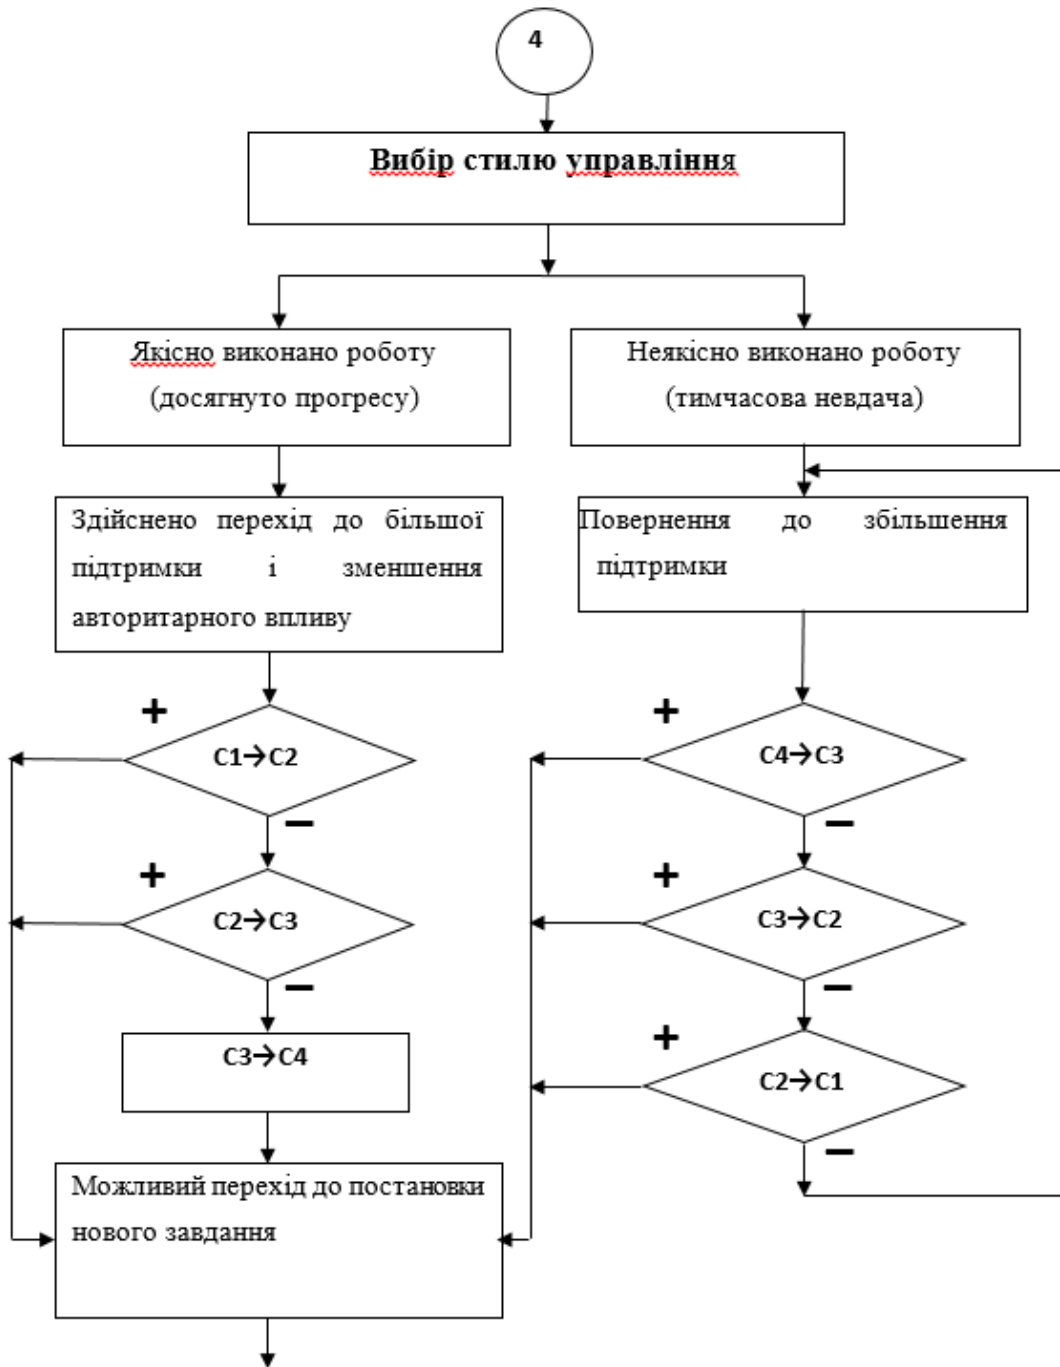 4
Вибір стилю управління
Якісно виконано роботу
(досягнуто прогресу)
Неякісно виконано роботу
(тимчасова невдача)
Здійснено перехід до більшої
підтримки і зменшення
авторитарного впливу
Повернення до збільшення
підтримки
+
С1→С2
−
+
С4→С3
−
+
С2→С3
−
+
С3→С2
−
С3→С4
+
С2→С1
−
Можливий перехід до постановки
нового завдання